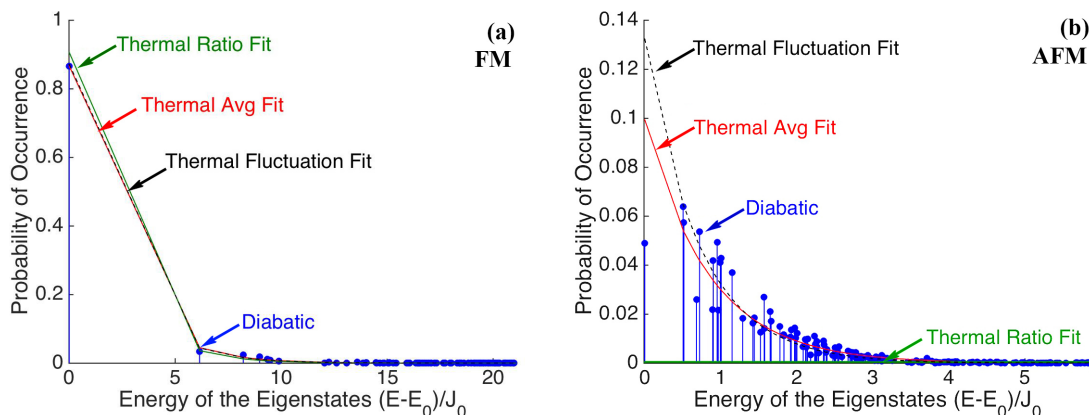 (a)
FM
Thermal Ratio Fit
Thermal Avg Fit
Thermal Fluctuation Fit
Diabatic
Probability of Occurrence
1
0.8
0.6
0.4
0.2
0
0 5 10 15 20
Energy of the Eigenstates (E-E0)/J0
(b)
AFM
Thermal Fluctuation Fit
Thermal Avg Fit
Diabatic
Thermal Ratio Fit
Probability of Occurrence
0.14
0.12
0.1
0.08
0.06
0.04
0.02
0
0 1 2 3 4 5
Energy of the Eigenstates (E-E0)/J0